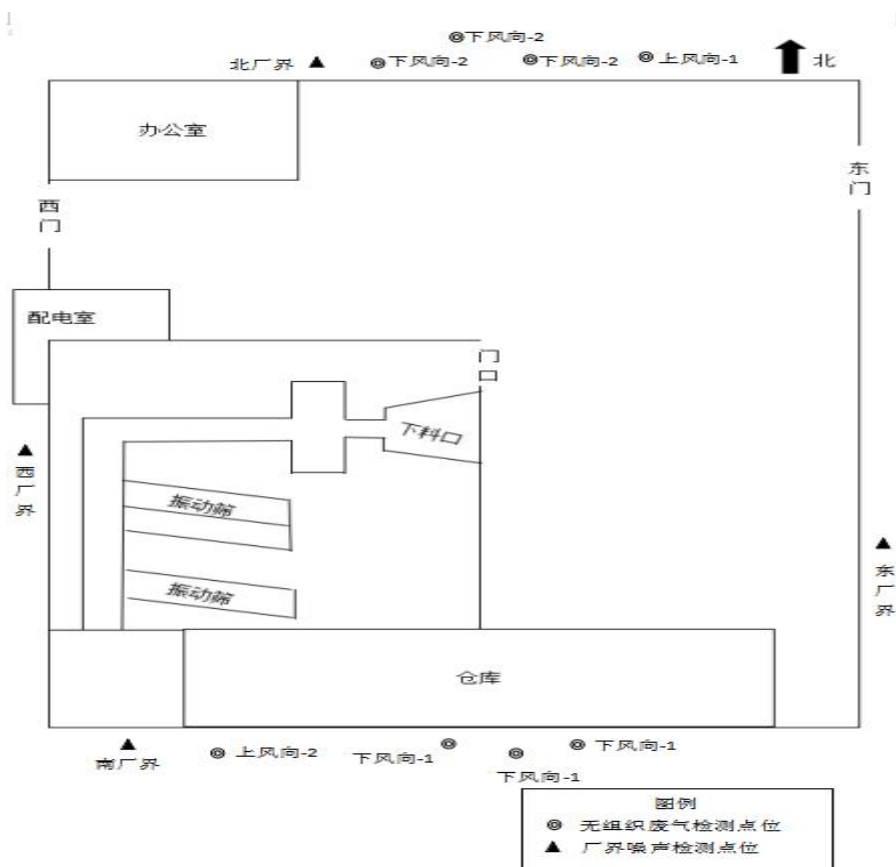 下风向-2
北厂界
下风向-2
下风向-2
上风向-1
北
办公室
东门
西门
配电室
门口
下料口
西厂界
振动筛
东厂界
振动筛
仓库
南厂界
上风向-2
下风向-1
下风向-1
下风向-1
图例
无组织废气检测点位
厂界噪声检测点位